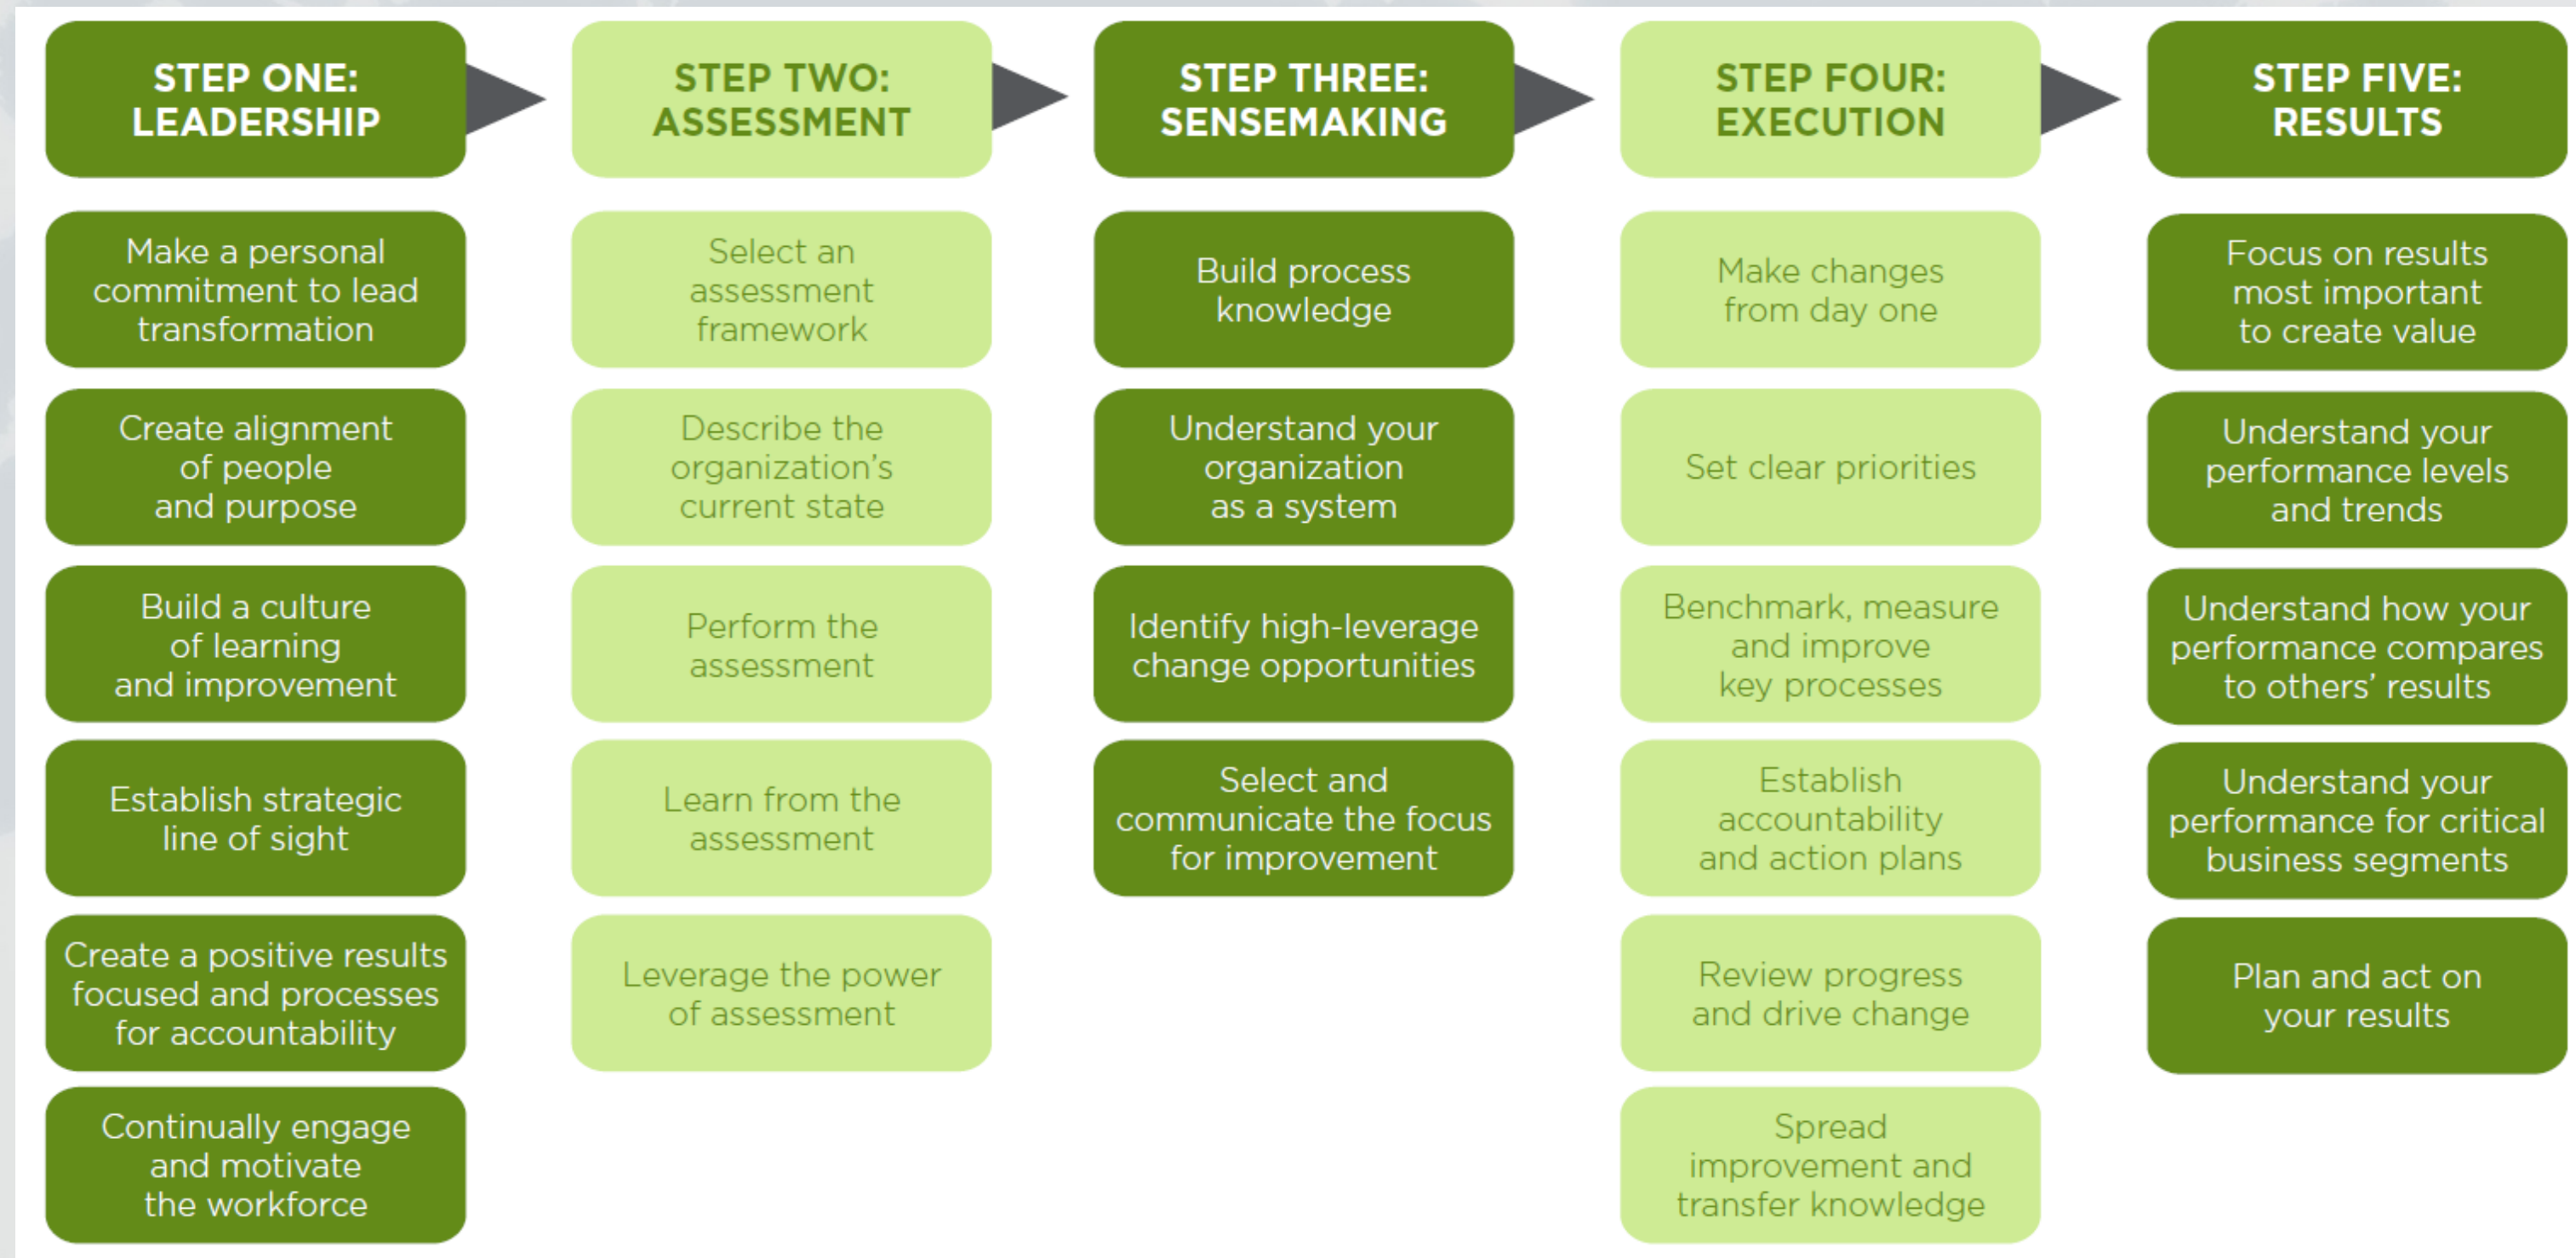 STEP ONE:
LEADERSHIP
Make a personal
commitment to lead
transformation
Create alignment
of people
and purpose
Build a culture
of learning
and improvement
Establish strategic
line of sight
Create a positive results
focused and processes
for accountability
Continually engage
and motivate
the workforce
STEP TWO:
ASSESSMENT
Select an
assessment
framework
Describe the
organization's
current state
Perform the
assessment
Learn from the
assessment
Leverage the power
of assessment
STEP THREE:
SENSEMAKING
Build process
knowledge
Understand your
organization
as a system
Identify high-leverage
change opportunities
Select and
communicate the focus
for improvement
STEP FOUR:
EXECUTION
Make changes
from day one
Set clear priorities
Benchmark, measure
and improve
key processes
Establish
accountability
and action plans
Review progress
and drive change
Spread
improvement and
transfer knowledge
STEP FIVE:
RESULTS
Focus on results
most important
to create value
Understand your
performance levels
and trends
Understand how your
performance compares
to others' results
Understand your
performance for critical
business segments
Plan and act on
your results